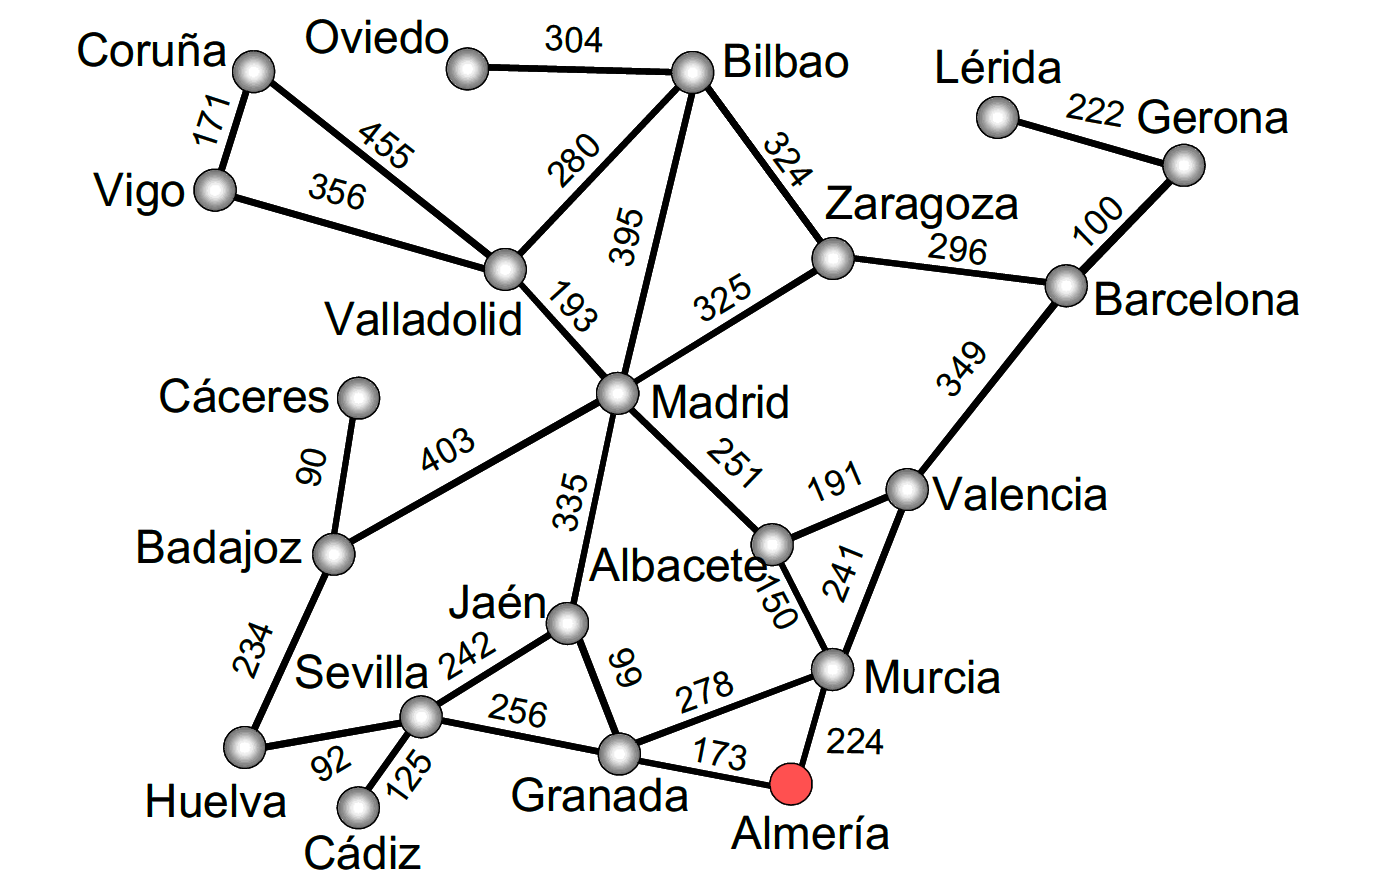 Coruña
Oviedo
304
Bilbao
Lérida
222
Gerona
171
455
280
324
Vigo
356
395
Zaragoza
296
100
Valladolid
193
325
Barcelona
349
Cáceres
Madrid
90
403
251
191
Valencia
335
Badajoz
Albacete
150
241
Jaén
234
Sevilla
242
99
278
Murcia
256
92
125
173
224
Huelva
Granada
Cádiz
Almería